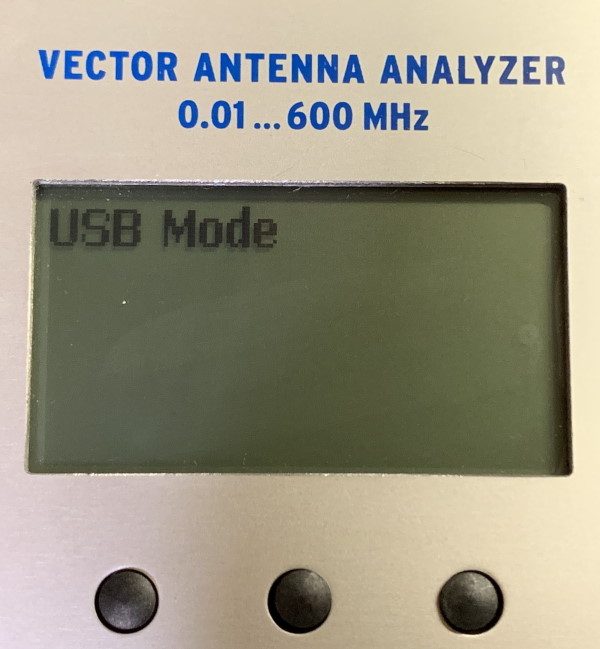 VECTOR ANTENNA ANALYZER
0.01...600 MHz
USB Mode